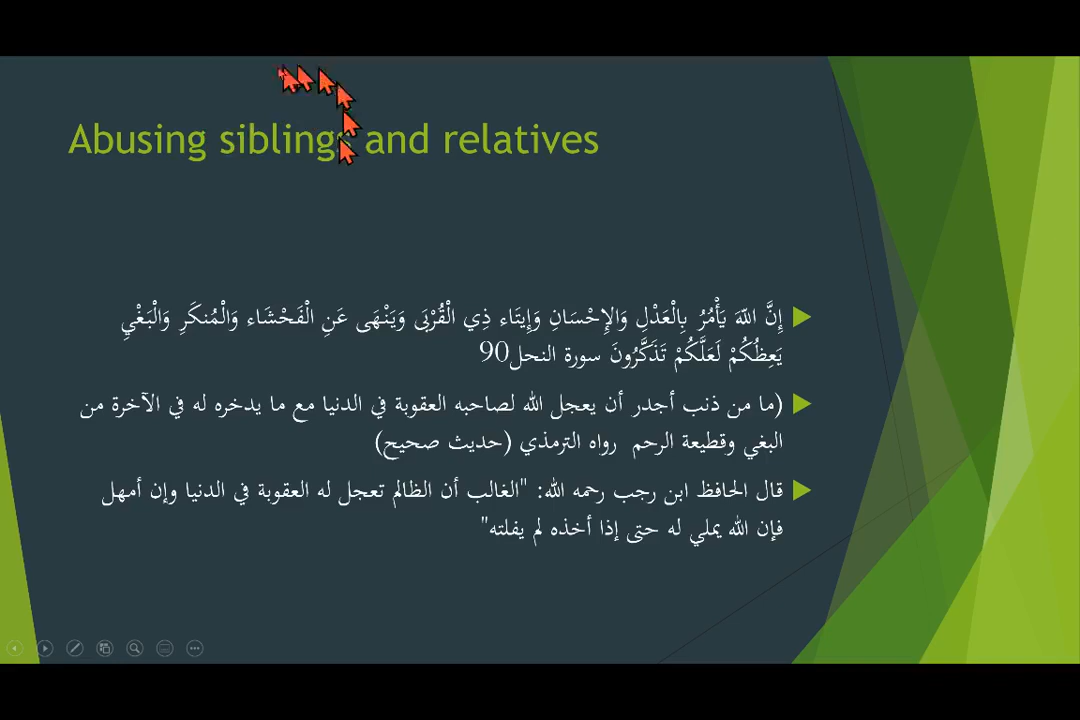 Abusing siblings and relatives
إِنَّ اللّهَ يَأْمُرُ بِالْعَدْلِ وَالإِحْسَانِ وَإِيتَاء ذِي الْقُرْبَى وَيَنْهَى عَنِ الْفَحْشَاء وَالْمُنكَرِ وَالْبَغْيِ
يَعِظُكُمْ لَعَلَّكُمْ تَذَكَّرُونَ سورة النحل90
(ما من ذنب أجدر أن يعجل الله لصاحبه العقوبة في الدنيا مع ما يدخره له في الآخرة من
البغي وقطيعة الرحم رواه الترمذي (حديث صحيح)
قال الحافظ ابن رجب رحمه الله: "الغالب أن الظالم تعجل له العقوبة في الدنيا وإن أمهل
فإن الله يملي له حتى إذا أخذه لم يفلته"